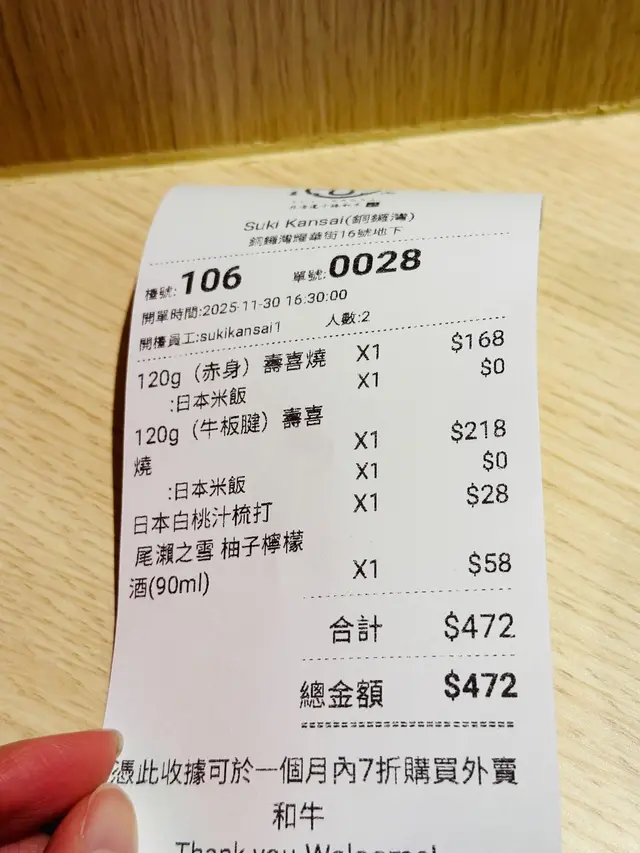 Suki Kansai(銅鑼灣)
銅鑼灣耀華街16號地下
檯號: 106 單號: 0028
開單時間:2025-11-30 16:30:00
開檯員工:sukikansai1 人數:2
120g（赤身）壽喜燒 X1 $168
:日本米飯 X1 $0
120g（牛板腱）壽喜
燒 X1 $218
:日本米飯 X1 $0
日本白桃汁梳打 X1 $28
尾瀨之雪 柚子檸檬
酒(90ml) X1 $58
合計 $472
總金額 $472
憑此收據可於一個月內7折購買外賣
和牛
Thank you Welcome!